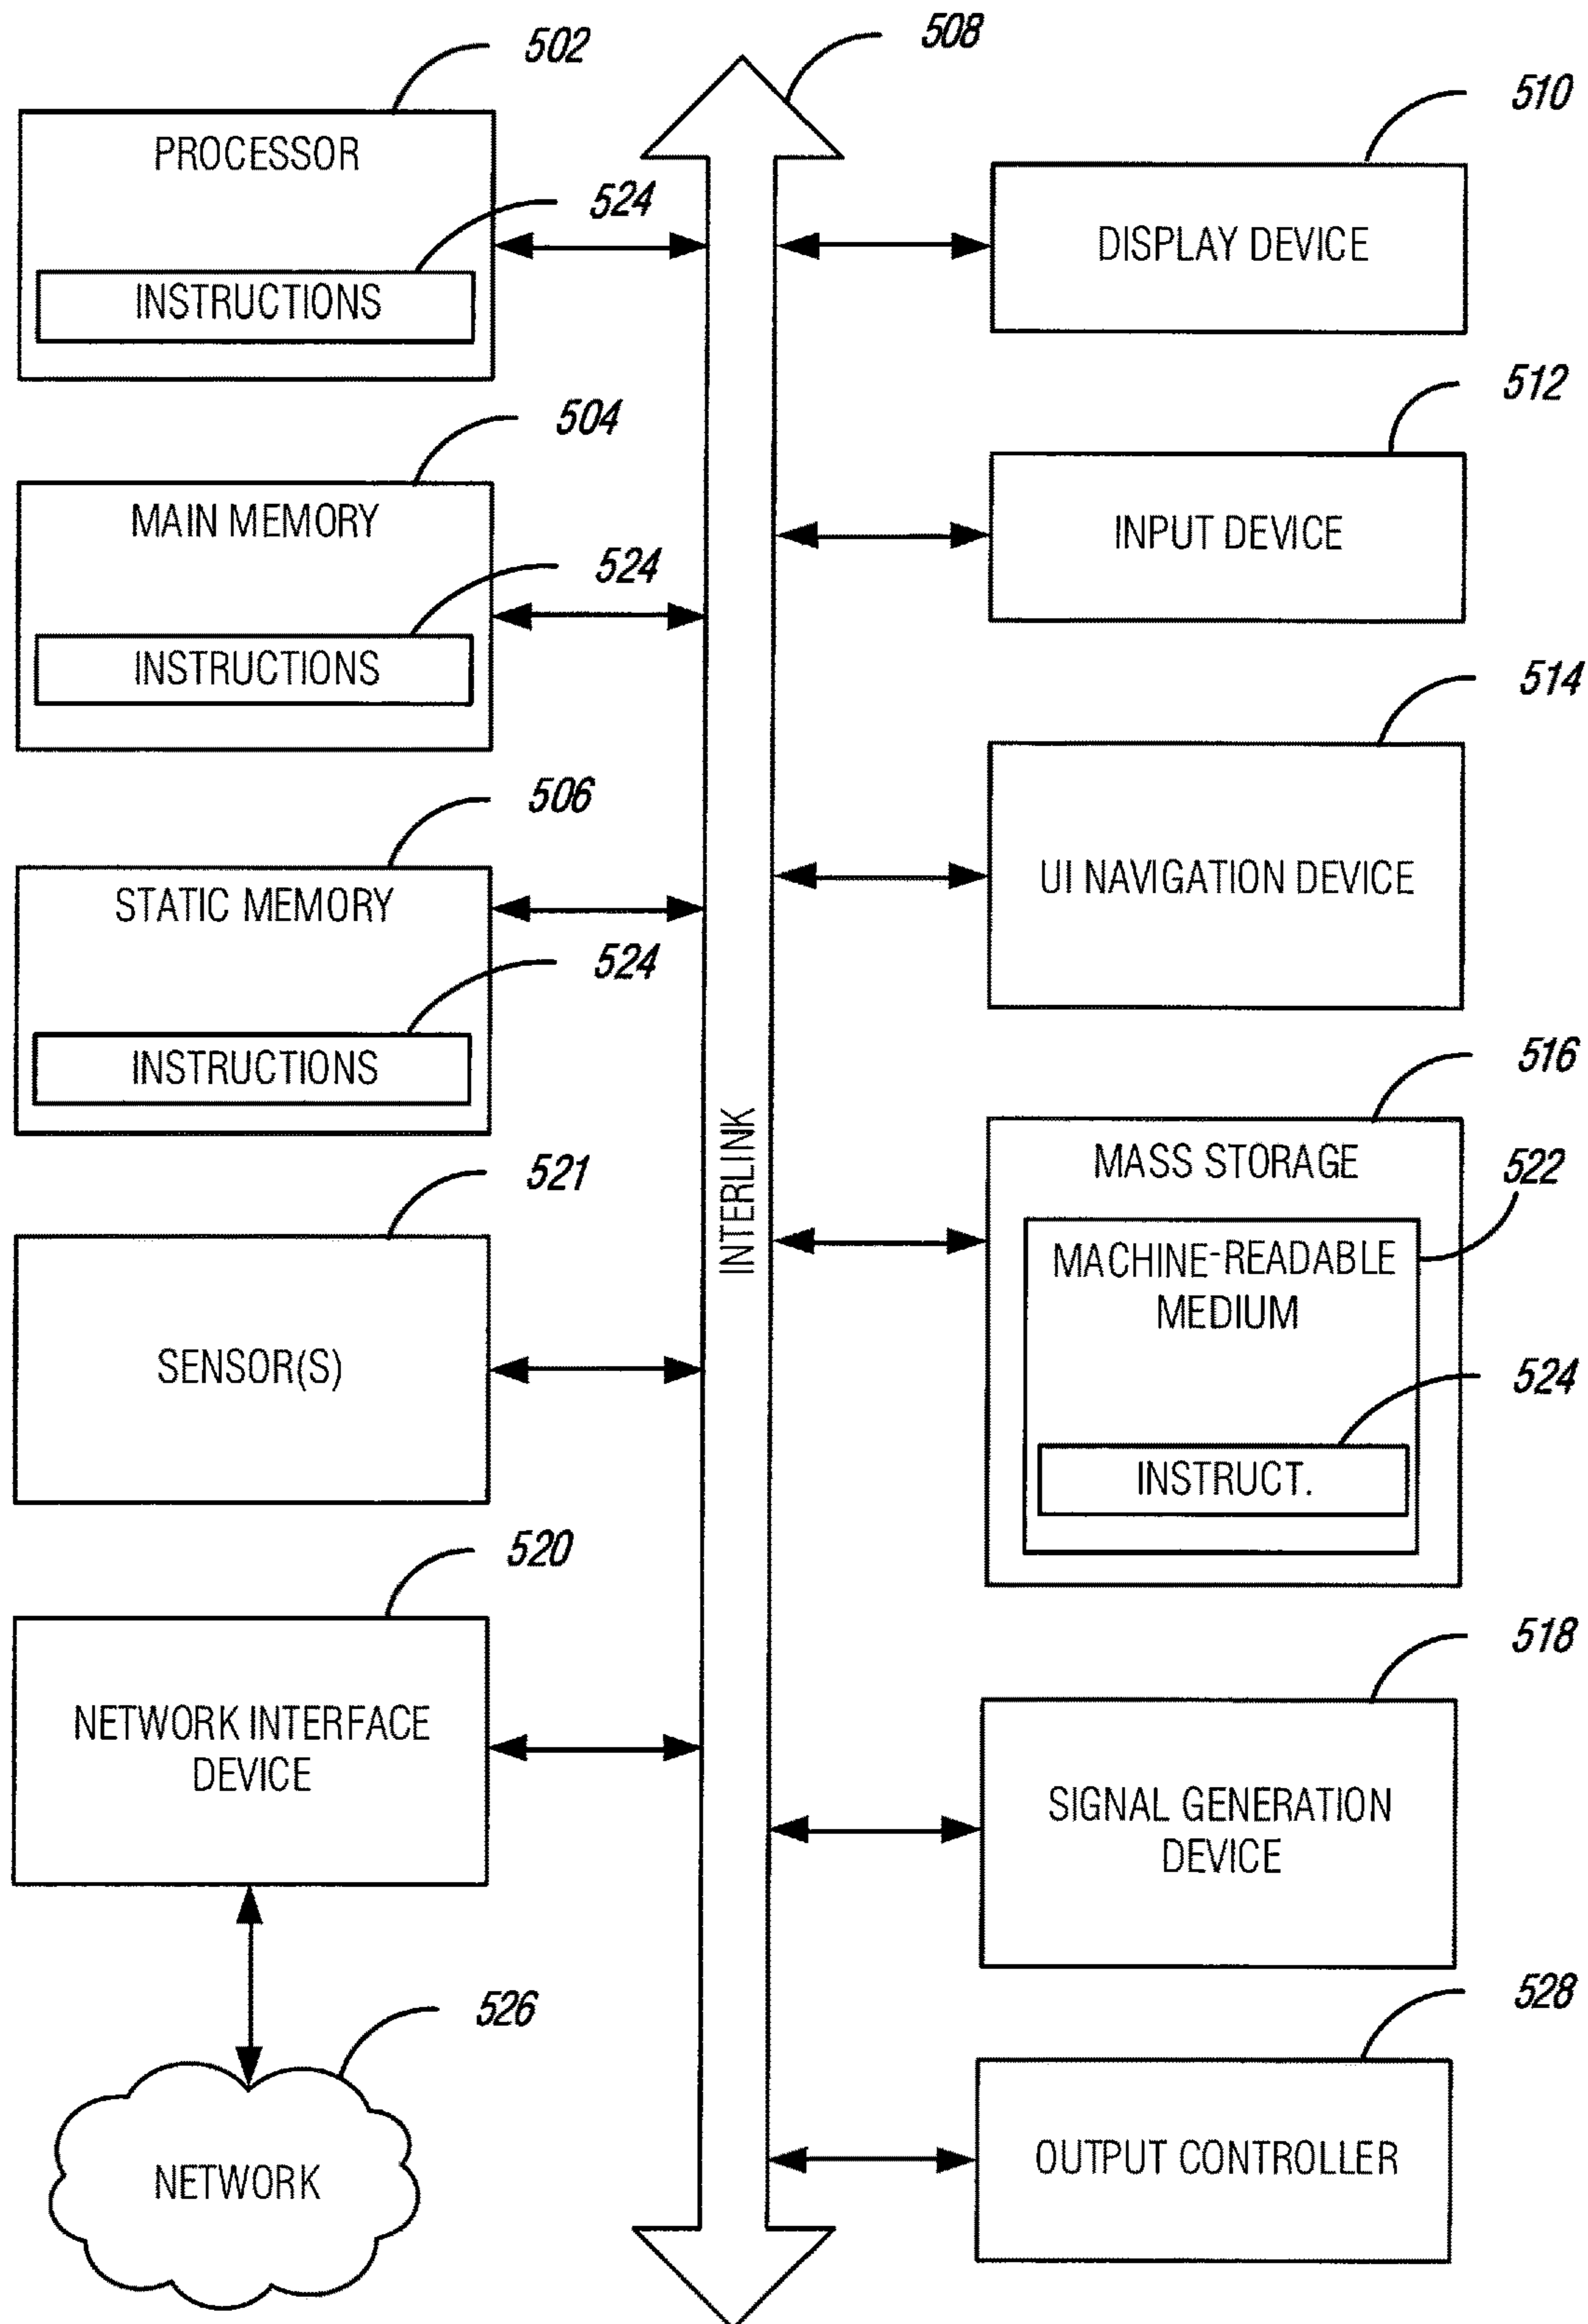 502
PROCESSOR
524
INSTRUCTIONS
504
MAIN MEMORY
524
INSTRUCTIONS
506
STATIC MEMORY
524
INSTRUCTIONS
521
SENSOR(S)
520
NETWORK INTERFACE
DEVICE
526
NETWORK
508
INTERLINK
510
DISPLAY DEVICE
512
INPUT DEVICE
514
UI NAVIGATION DEVICE
516
MASS STORAGE
522
MACHINE-READABLE
MEDIUM
524
INSTRUCT.
518
SIGNAL GENERATION
DEVICE
528
OUTPUT CONTROLLER